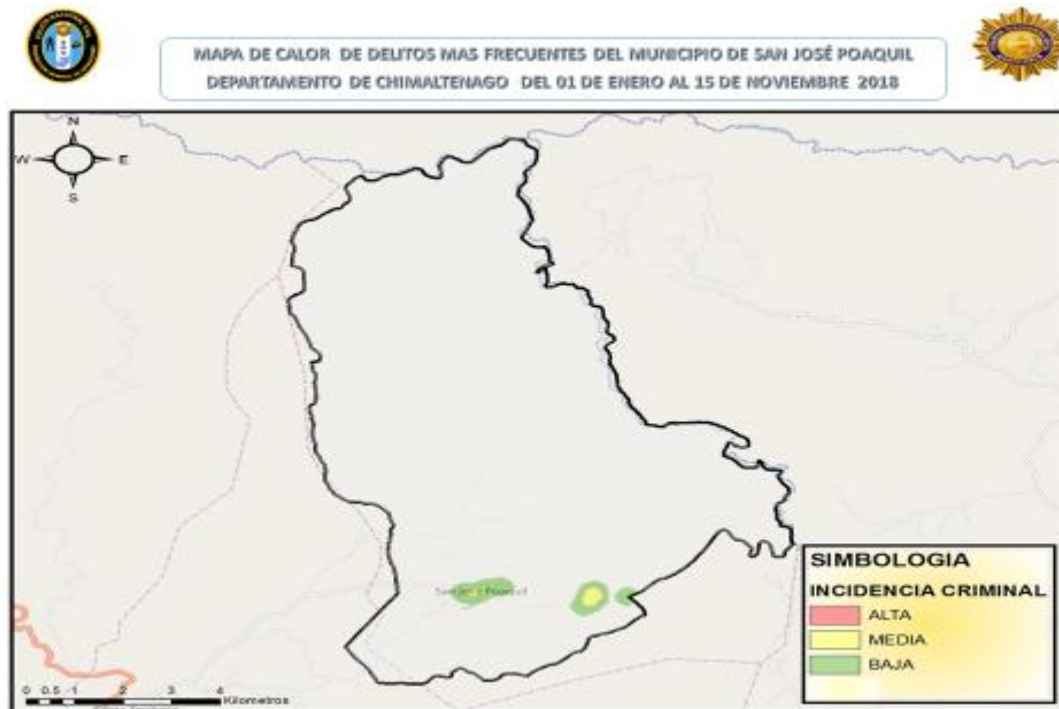 MAPA DE CALOR DE DELITOS MAS FRECUENTES DEL MUNICIPIO DE SAN JOSÉ POAQUIL
DEPARTAMENTO DE CHIMALTENAGO DEL 01 DE ENERO AL 15 DE NOVIEMBRE 2018
N
W E
S
Poaquil
SIMBOLOGIA
INCIDENCIA CRIMINAL
ALTA
MEDIA
BAJA
0 0.5 1 2 3 4
Kilometros